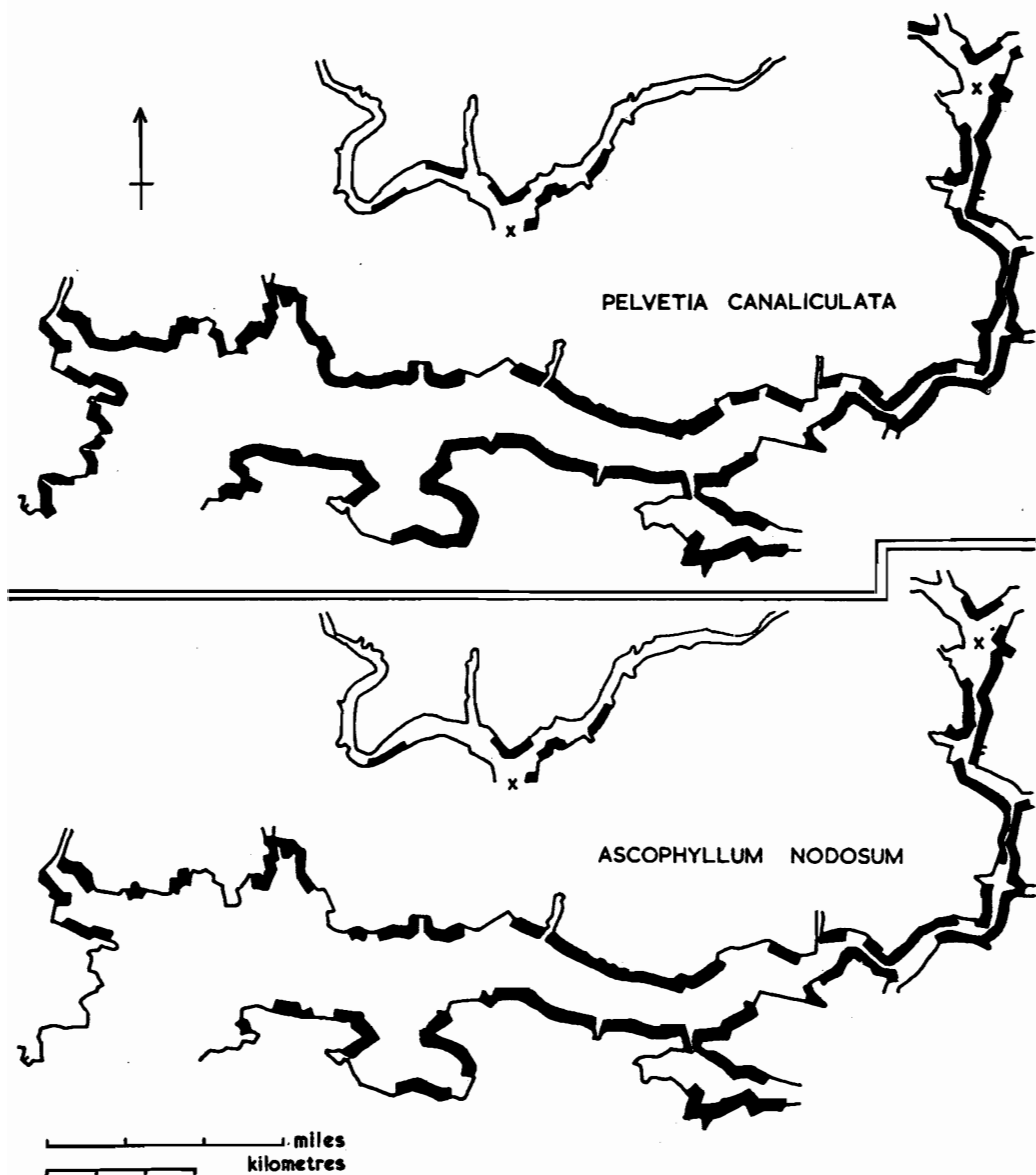 x
x
PELVETIA CANALICULATA
x
x
ASCOPHYLLUM NODOSUM
miles
kilometres